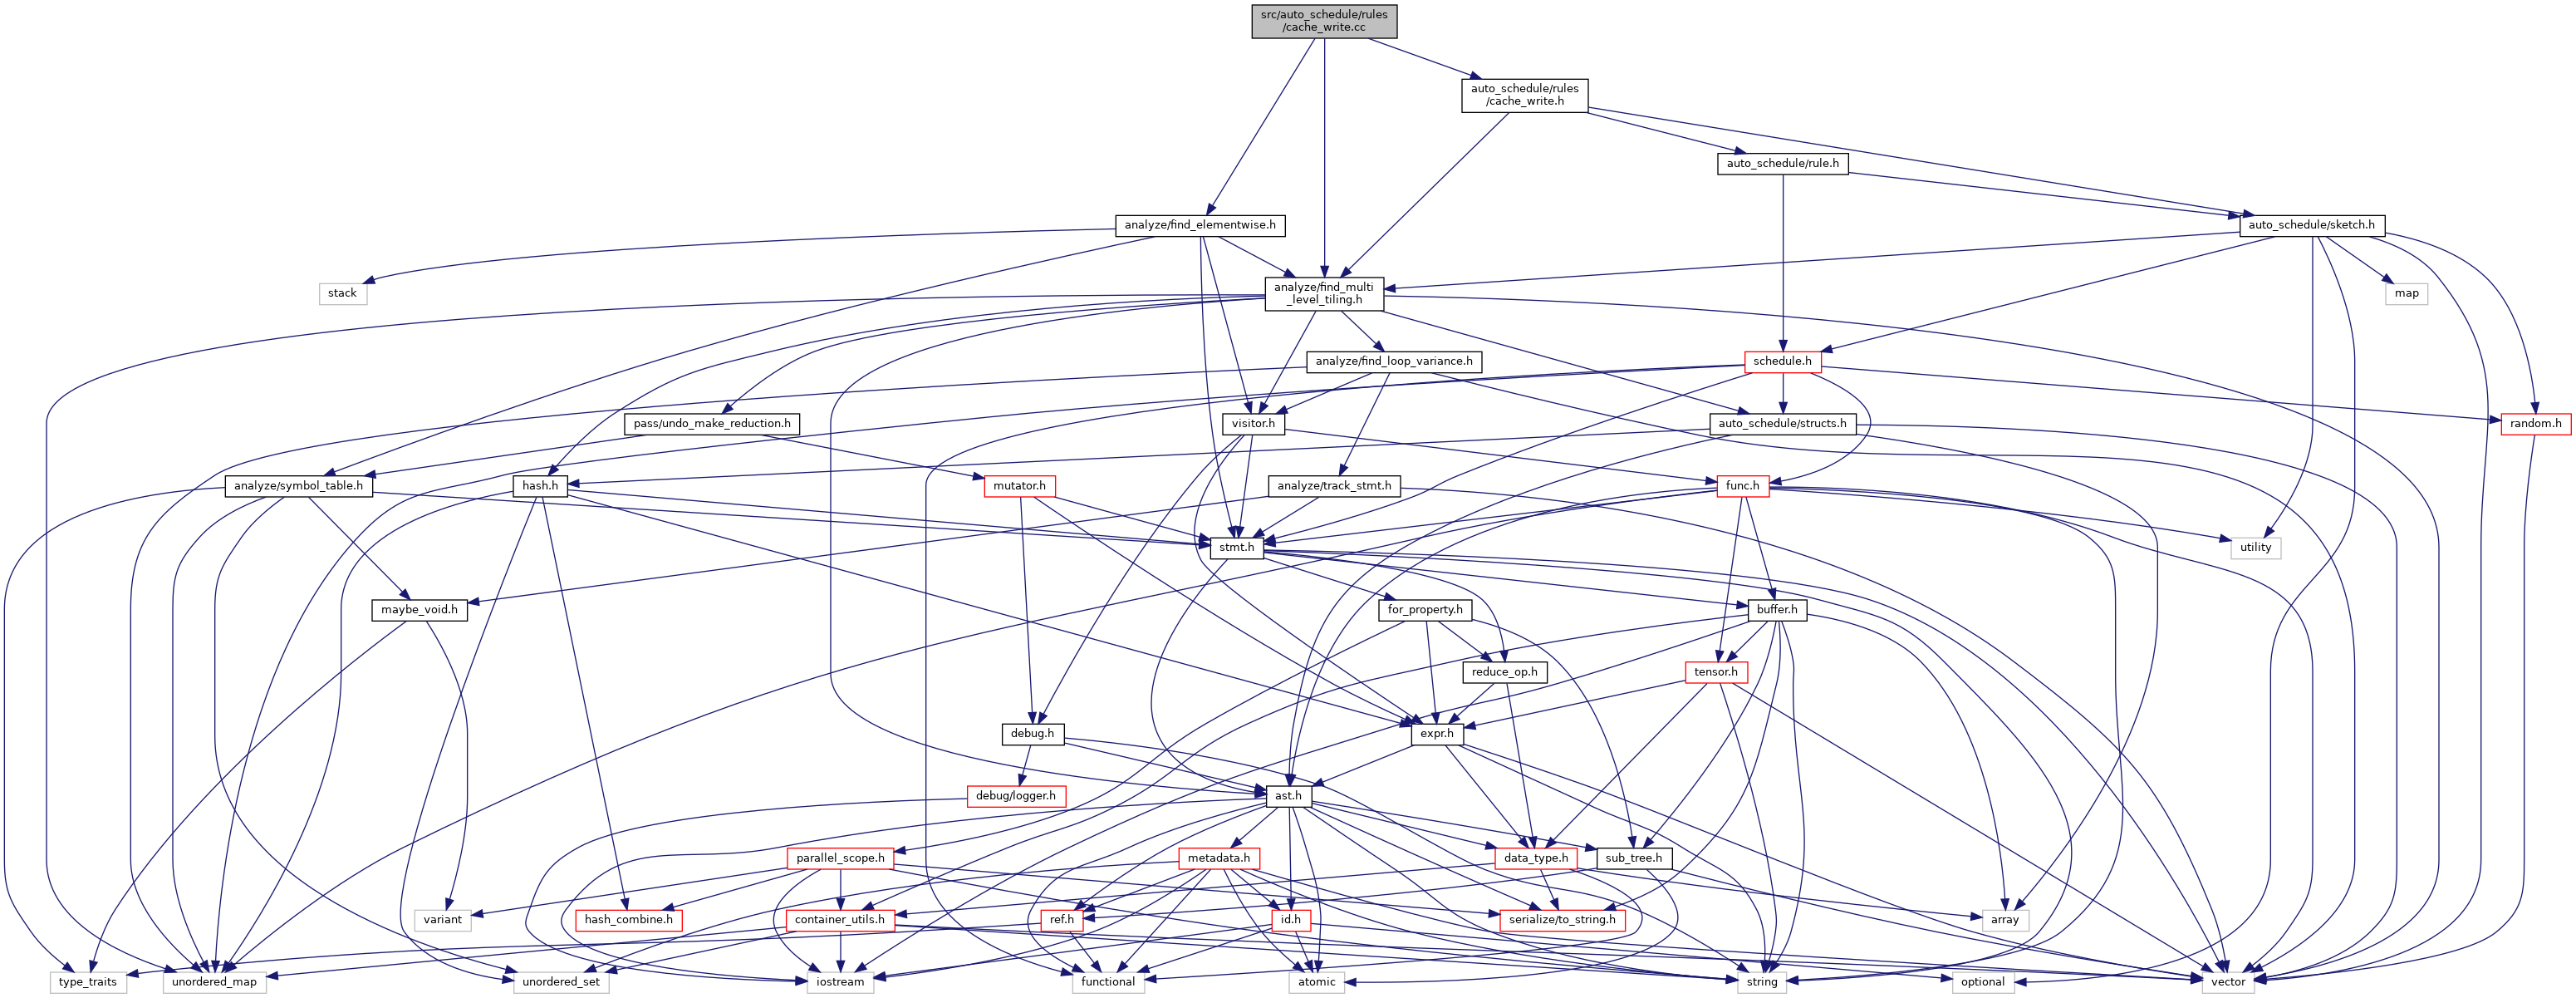 src/auto_schedule/rules
/cache_write.cc
auto_schedule/rules
/cache_write.h
auto_schedule/rule.h
analyze/find_elementwise.h
auto_schedule/sketch.h
stack
analyze/find_multi
_level_tiling.h
map
analyze/find_loop_variance.h
schedule.h
pass/undo_make_reduction.h
visitor.h
auto_schedule/structs.h
random.h
analyze/symbol_table.h
hash.h
mutator.h
analyze/track_stmt.h
func.h
stmt.h
utility
maybe_void.h
for_property.h
buffer.h
reduce_op.h
tensor.h
debug.h
expr.h
debug/logger.h
ast.h
parallel_scope.h
metadata.h
data_type.h
sub_tree.h
variant
hash_combine.h
container_utils.h
ref.h
id.h
serialize/to_string.h
array
type_traits
unordered_map
unordered_set
iostream
functional
atomic
string
optional
vector